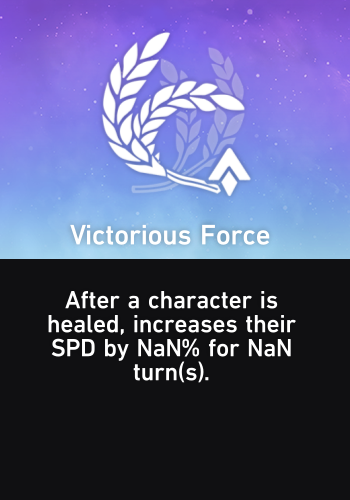 Victorious Force
After a character is
healed, increases their
SPD by NaN% for NaN
turn(s).